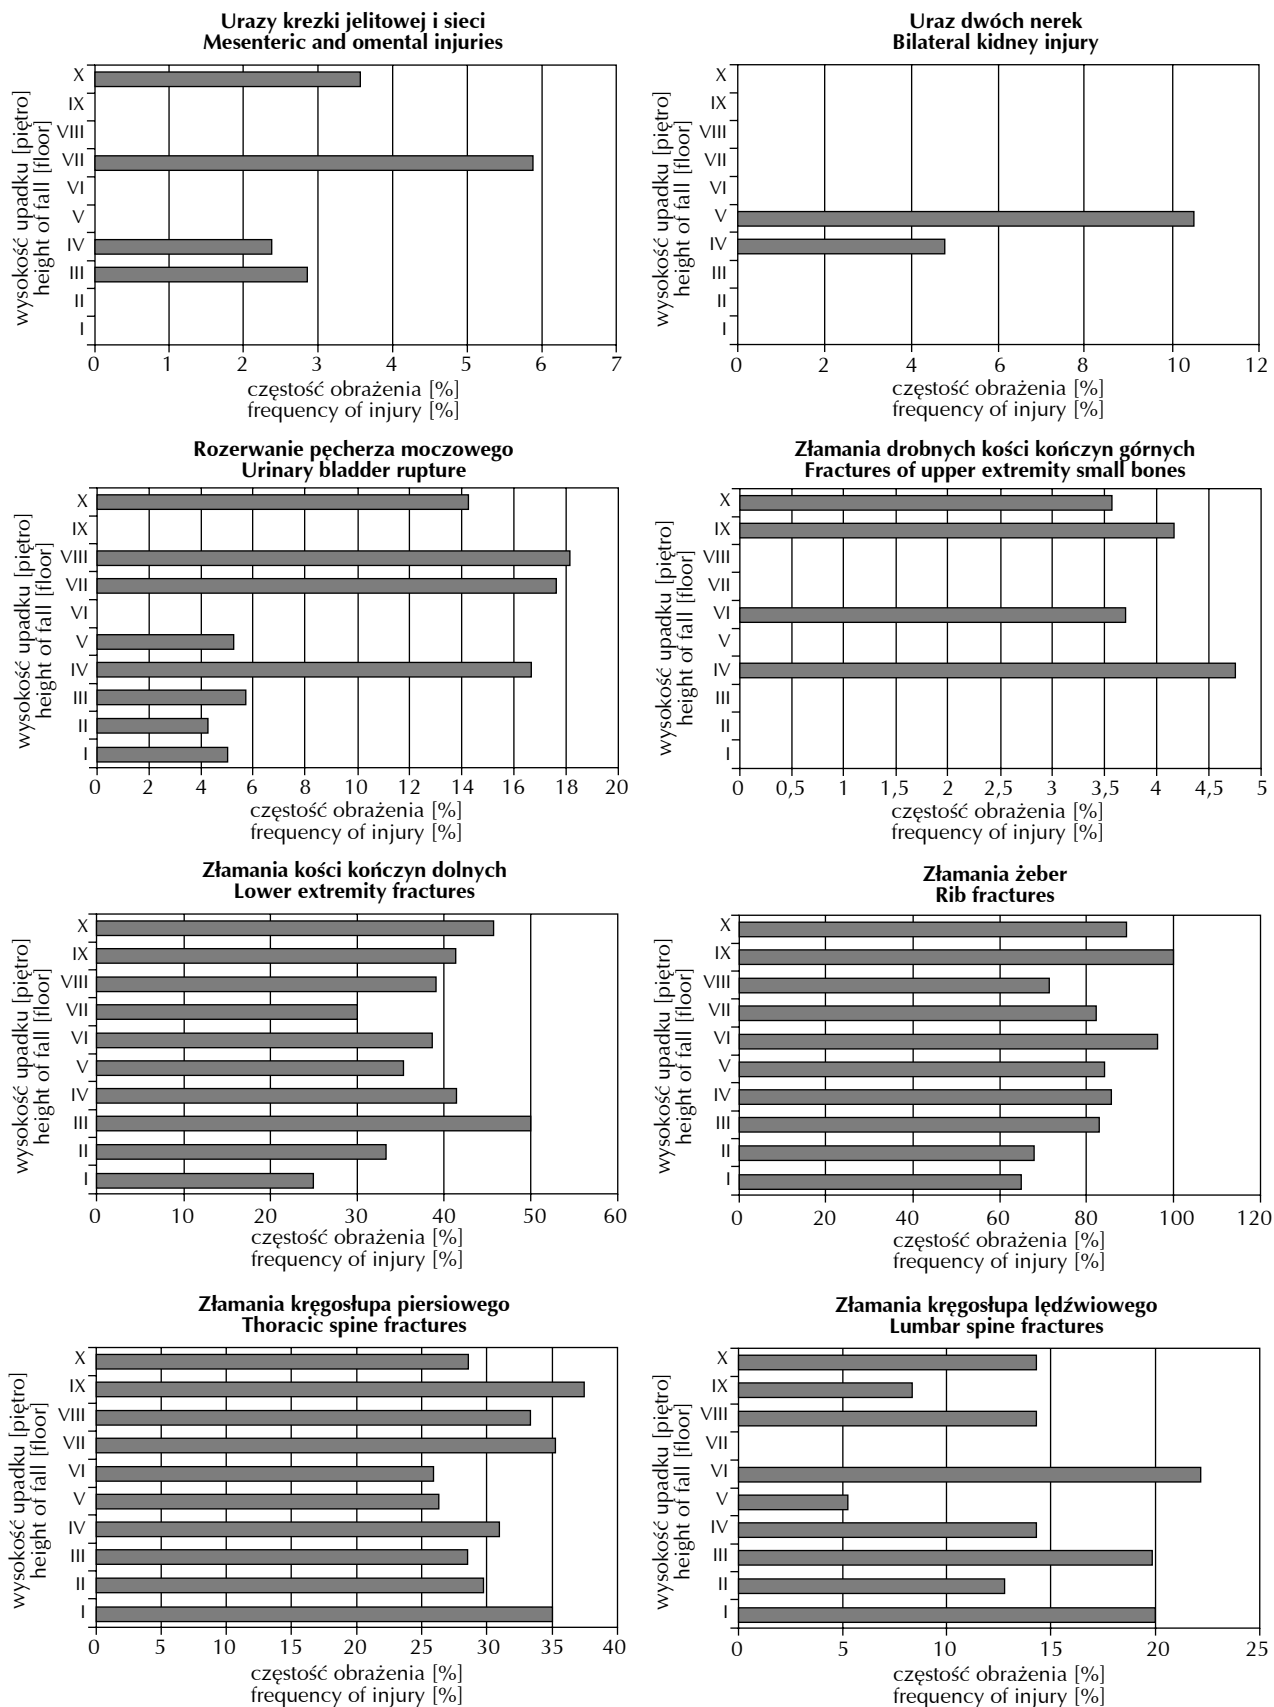 Urazy krezki jelitowej i sieci
Mesenteric and omental injuries
wysokość upadku [piętro]
height of fall [floor]
X
IX
VIII
VII
VI
V
IV
III
II
I
0 1 2 3 4 5 6 7
częstość obrażenia [%]
frequency of injury [%]
Uraz dwóch nerek
Bilateral kidney injury
wysokość upadku [piętro]
height of fall [floor]
X
IX
VIII
VII
VI
V
IV
III
II
I
0 2 4 6 8 10 12
częstość obrażenia [%]
frequency of injury [%]
Rozerwanie pęcherza moczowego
Urinary bladder rupture
wysokość upadku [piętro]
height of fall [floor]
X
IX
VIII
VII
VI
V
IV
III
II
I
0 2 4 6 8 10 12 14 16 18 20
częstość obrażenia [%]
frequency of injury [%]
Złamania drobnych kości kończyn górnych
Fractures of upper extremity small bones
wysokość upadku [piętro]
height of fall [floor]
X
IX
VIII
VII
VI
V
IV
III
II
I
0 0,5 1 1,5 2 2,5 3 3,5 4 4,5 5
częstość obrażenia [%]
frequency of injury [%]
Złamania kości kończyn dolnych
Lower extremity fractures
wysokość upadku [piętro]
height of fall [floor]
X
IX
VIII
VII
VI
V
IV
III
II
I
0 10 20 30 40 50 60
częstość obrażenia [%]
frequency of injury [%]
Złamania żeber
Rib fractures
wysokość upadku [piętro]
height of fall [floor]
X
IX
VIII
VII
VI
V
IV
III
II
I
0 20 40 60 80 100 120
częstość obrażenia [%]
frequency of injury [%]
Złamania kręgosłupa piersiowego
Thoracic spine fractures
wysokość upadku [piętro]
height of fall [floor]
X
IX
VIII
VII
VI
V
IV
III
II
I
0 5 10 15 20 25 30 35 40
częstość obrażenia [%]
frequency of injury [%]
Złamania kręgosłupa lędźwiowego
Lumbar spine fractures
wysokość upadku [piętro]
height of fall [floor]
X
IX
VIII
VII
VI
V
IV
III
II
I
0 5 10 15 20 25
częstość obrażenia [%]
frequency of injury [%]